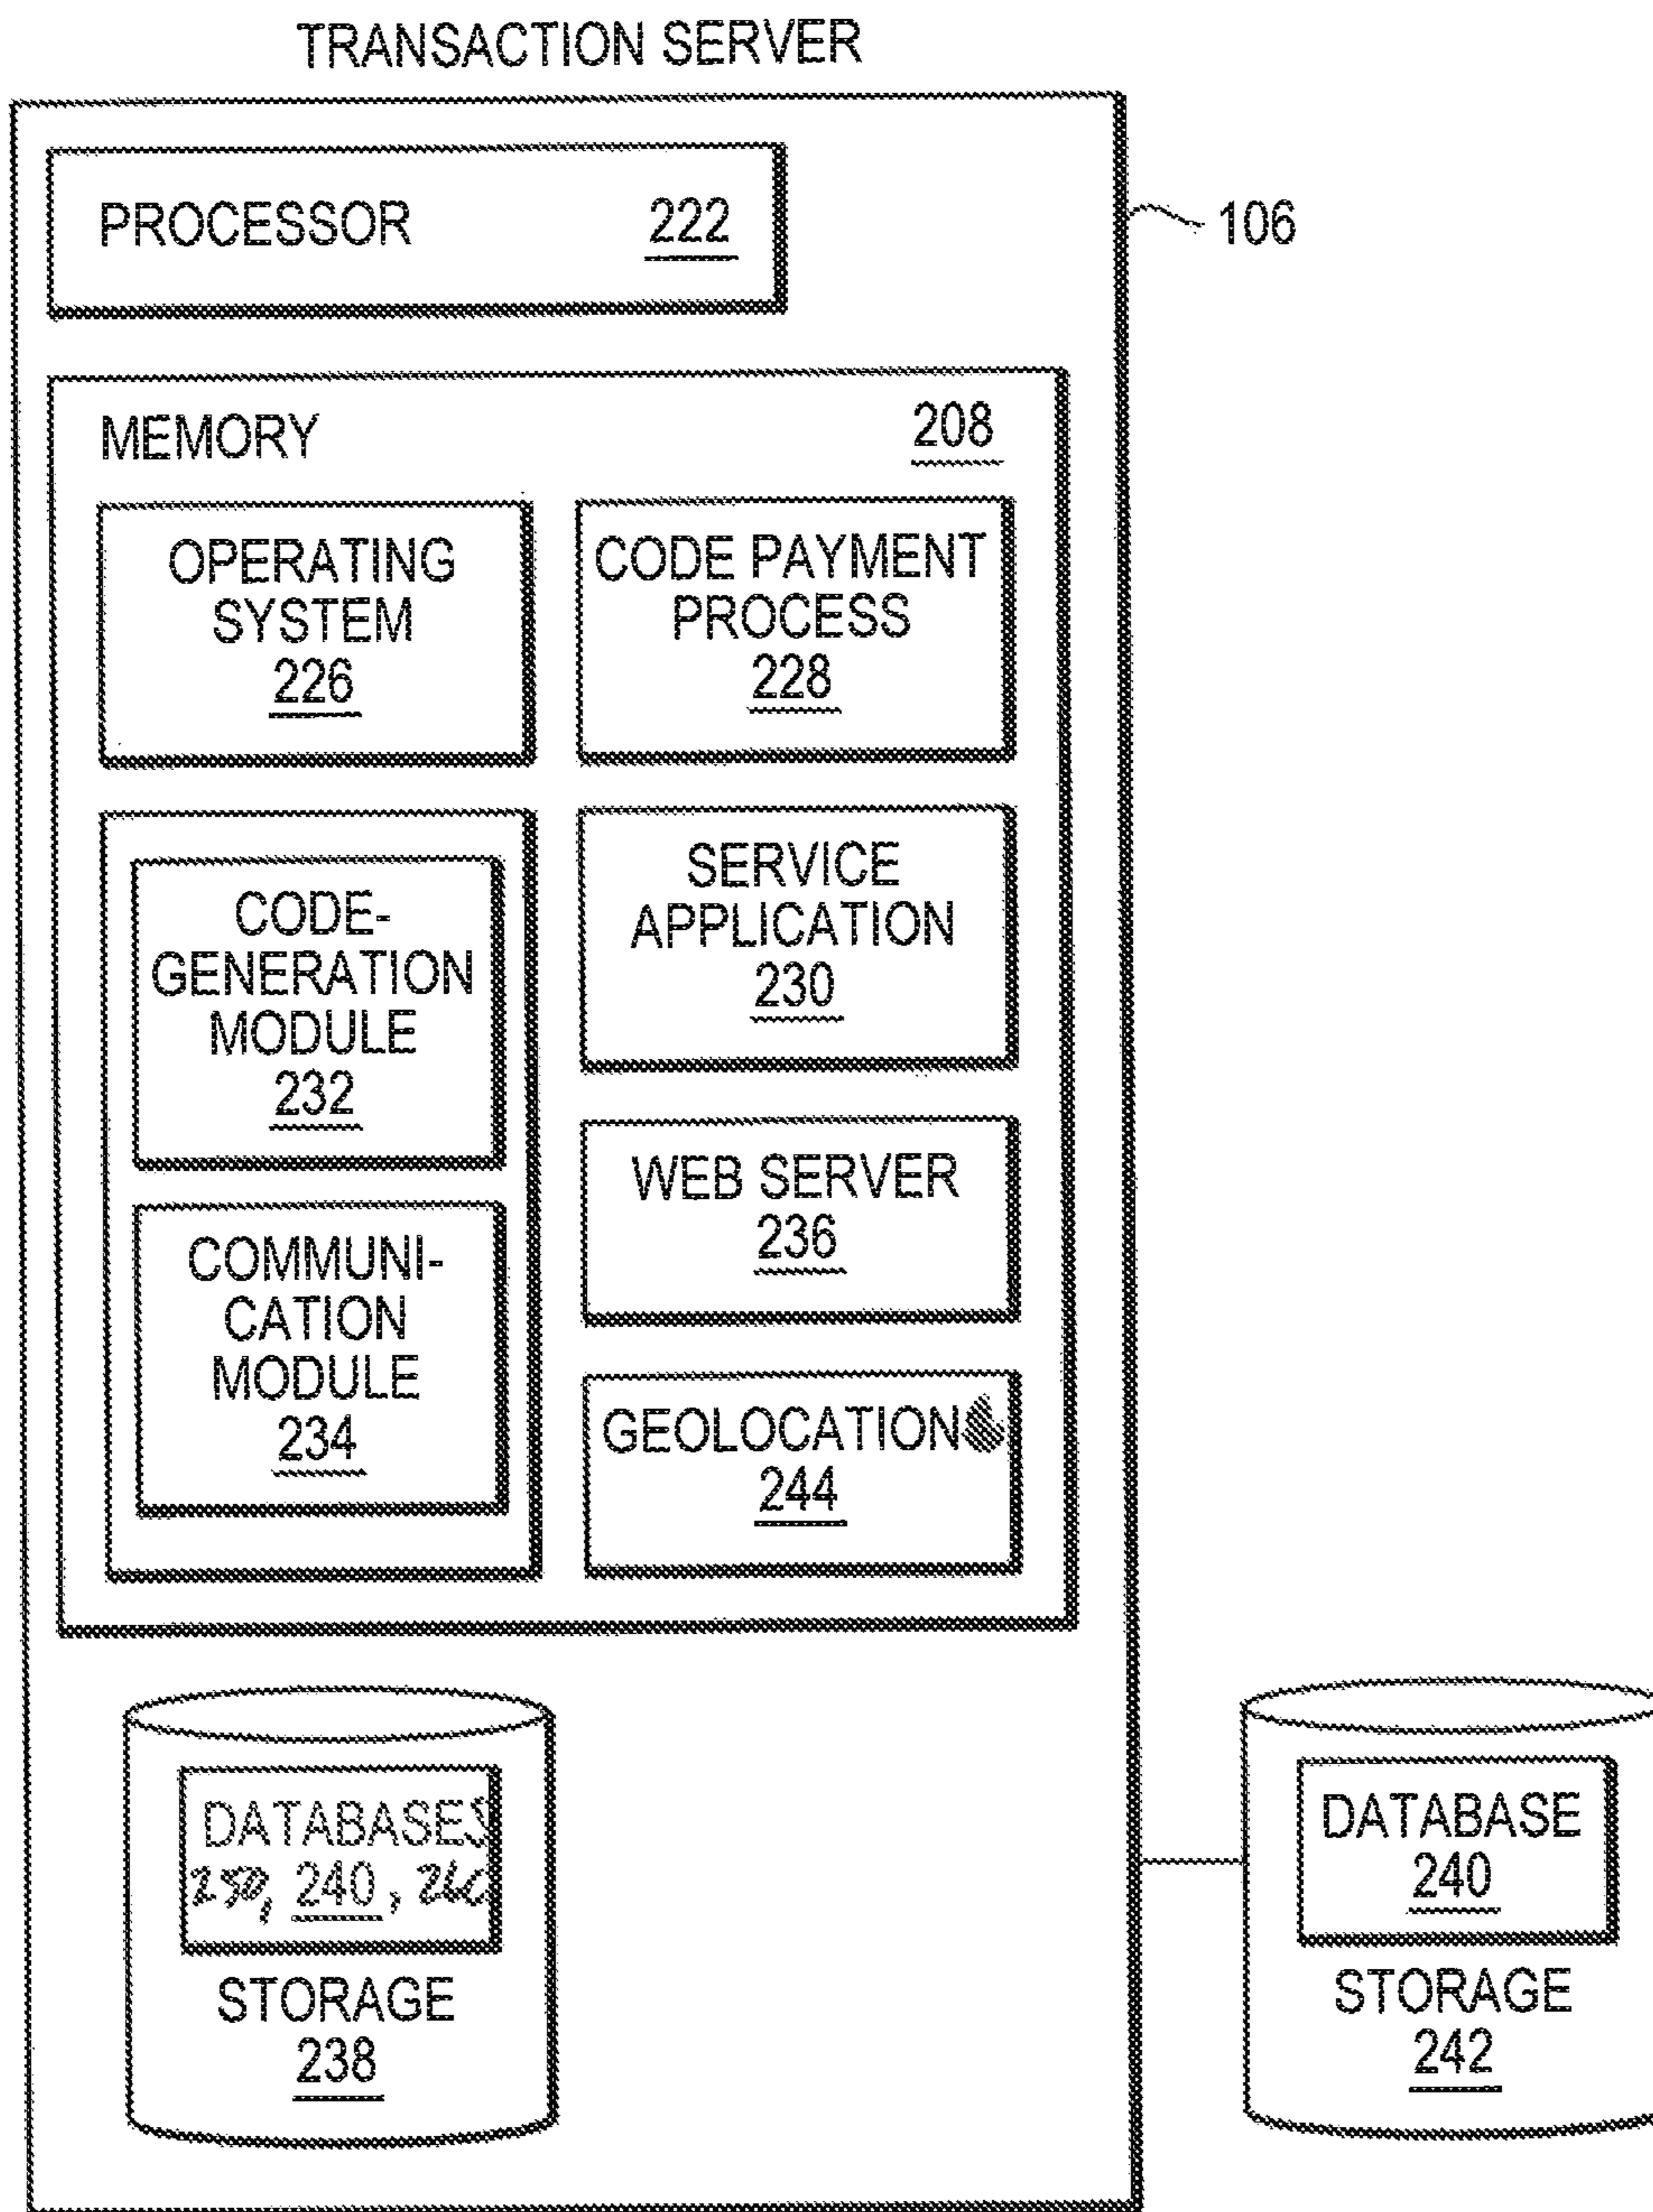 TRANSACTION SERVER
PROCESSOR 222
106
MEMORY 208
OPERATING
SYSTEM
226
CODE PAYMENT
PROCESS
228
CODE-
GENERATION
MODULE
232
SERVICE
APPLICATION
230
COMMUNI-
CATION
MODULE
234
WEB SERVER
236
GEOLOCATION
244
DATABASES
250, 240,
STORAGE
238
DATABASE
240
STORAGE
242